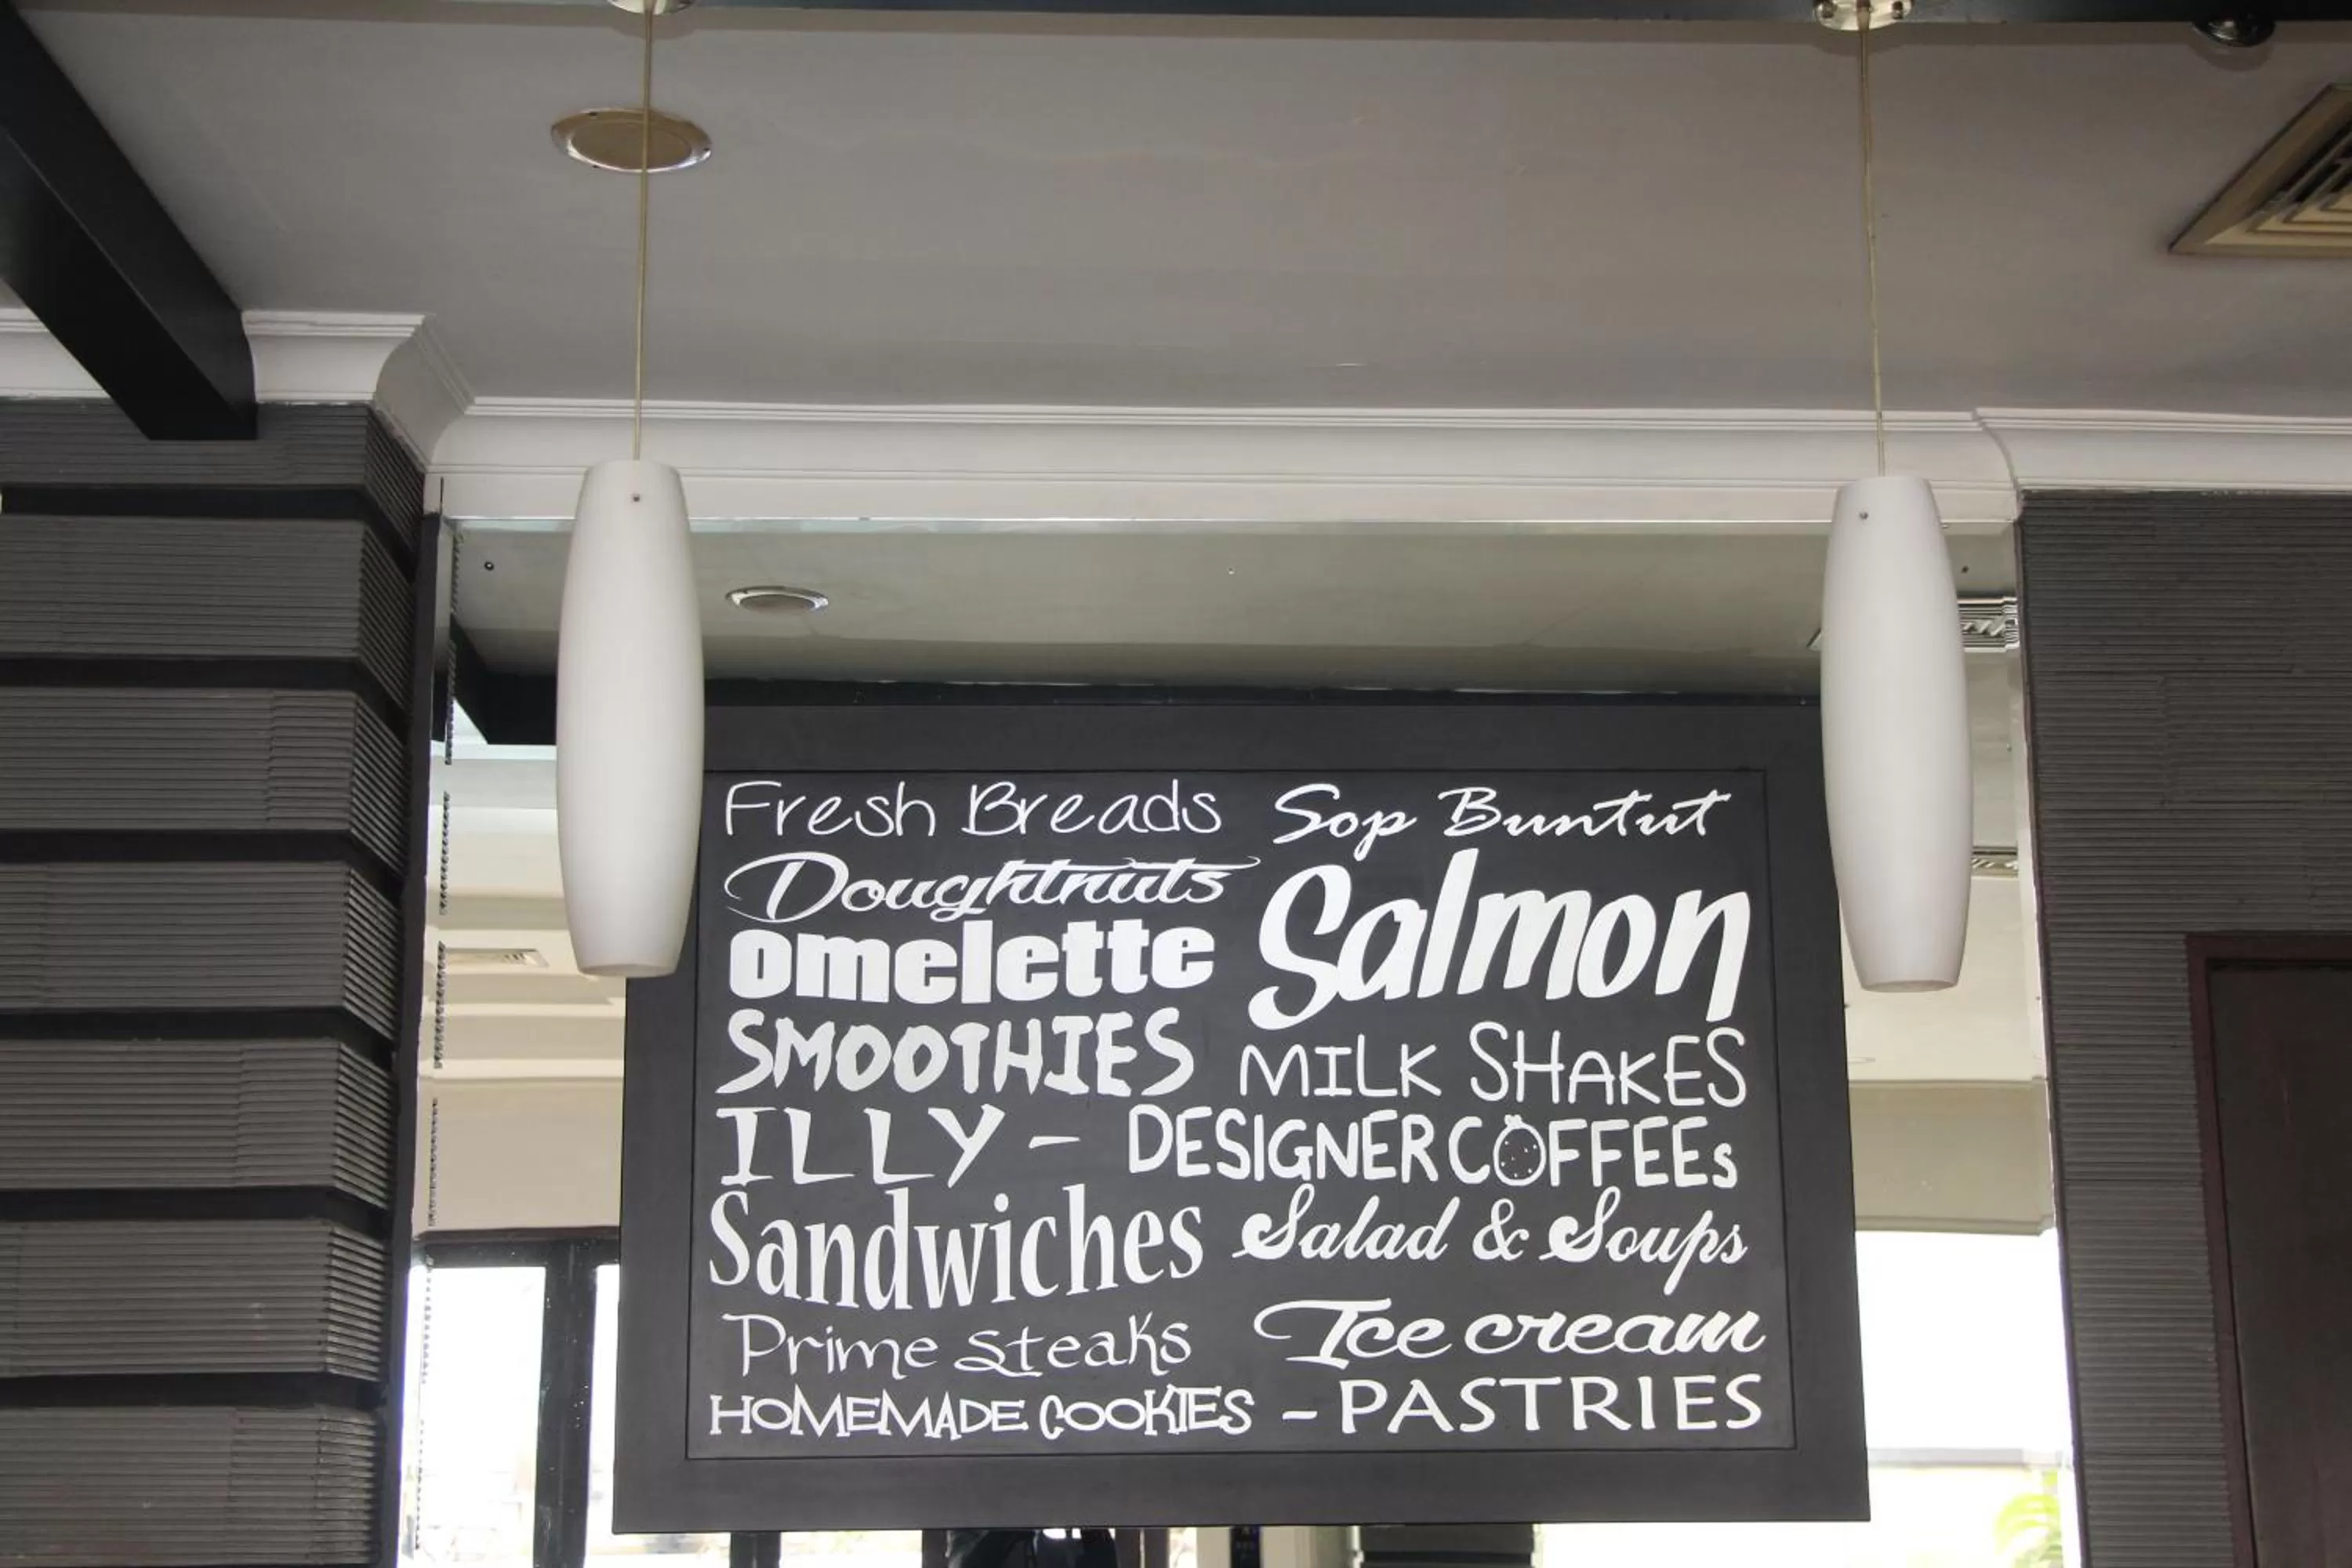 Fresh Breads Sop Buntut
Doughtnuts
omelette Salmon
SMOOTHIES MILK SHAKES
ILLY - DESIGNER COFFEEs
Sandwiches Salad & Soups
Prime steaks Ice cream
HOMEMADE COOKIES - PASTRIES